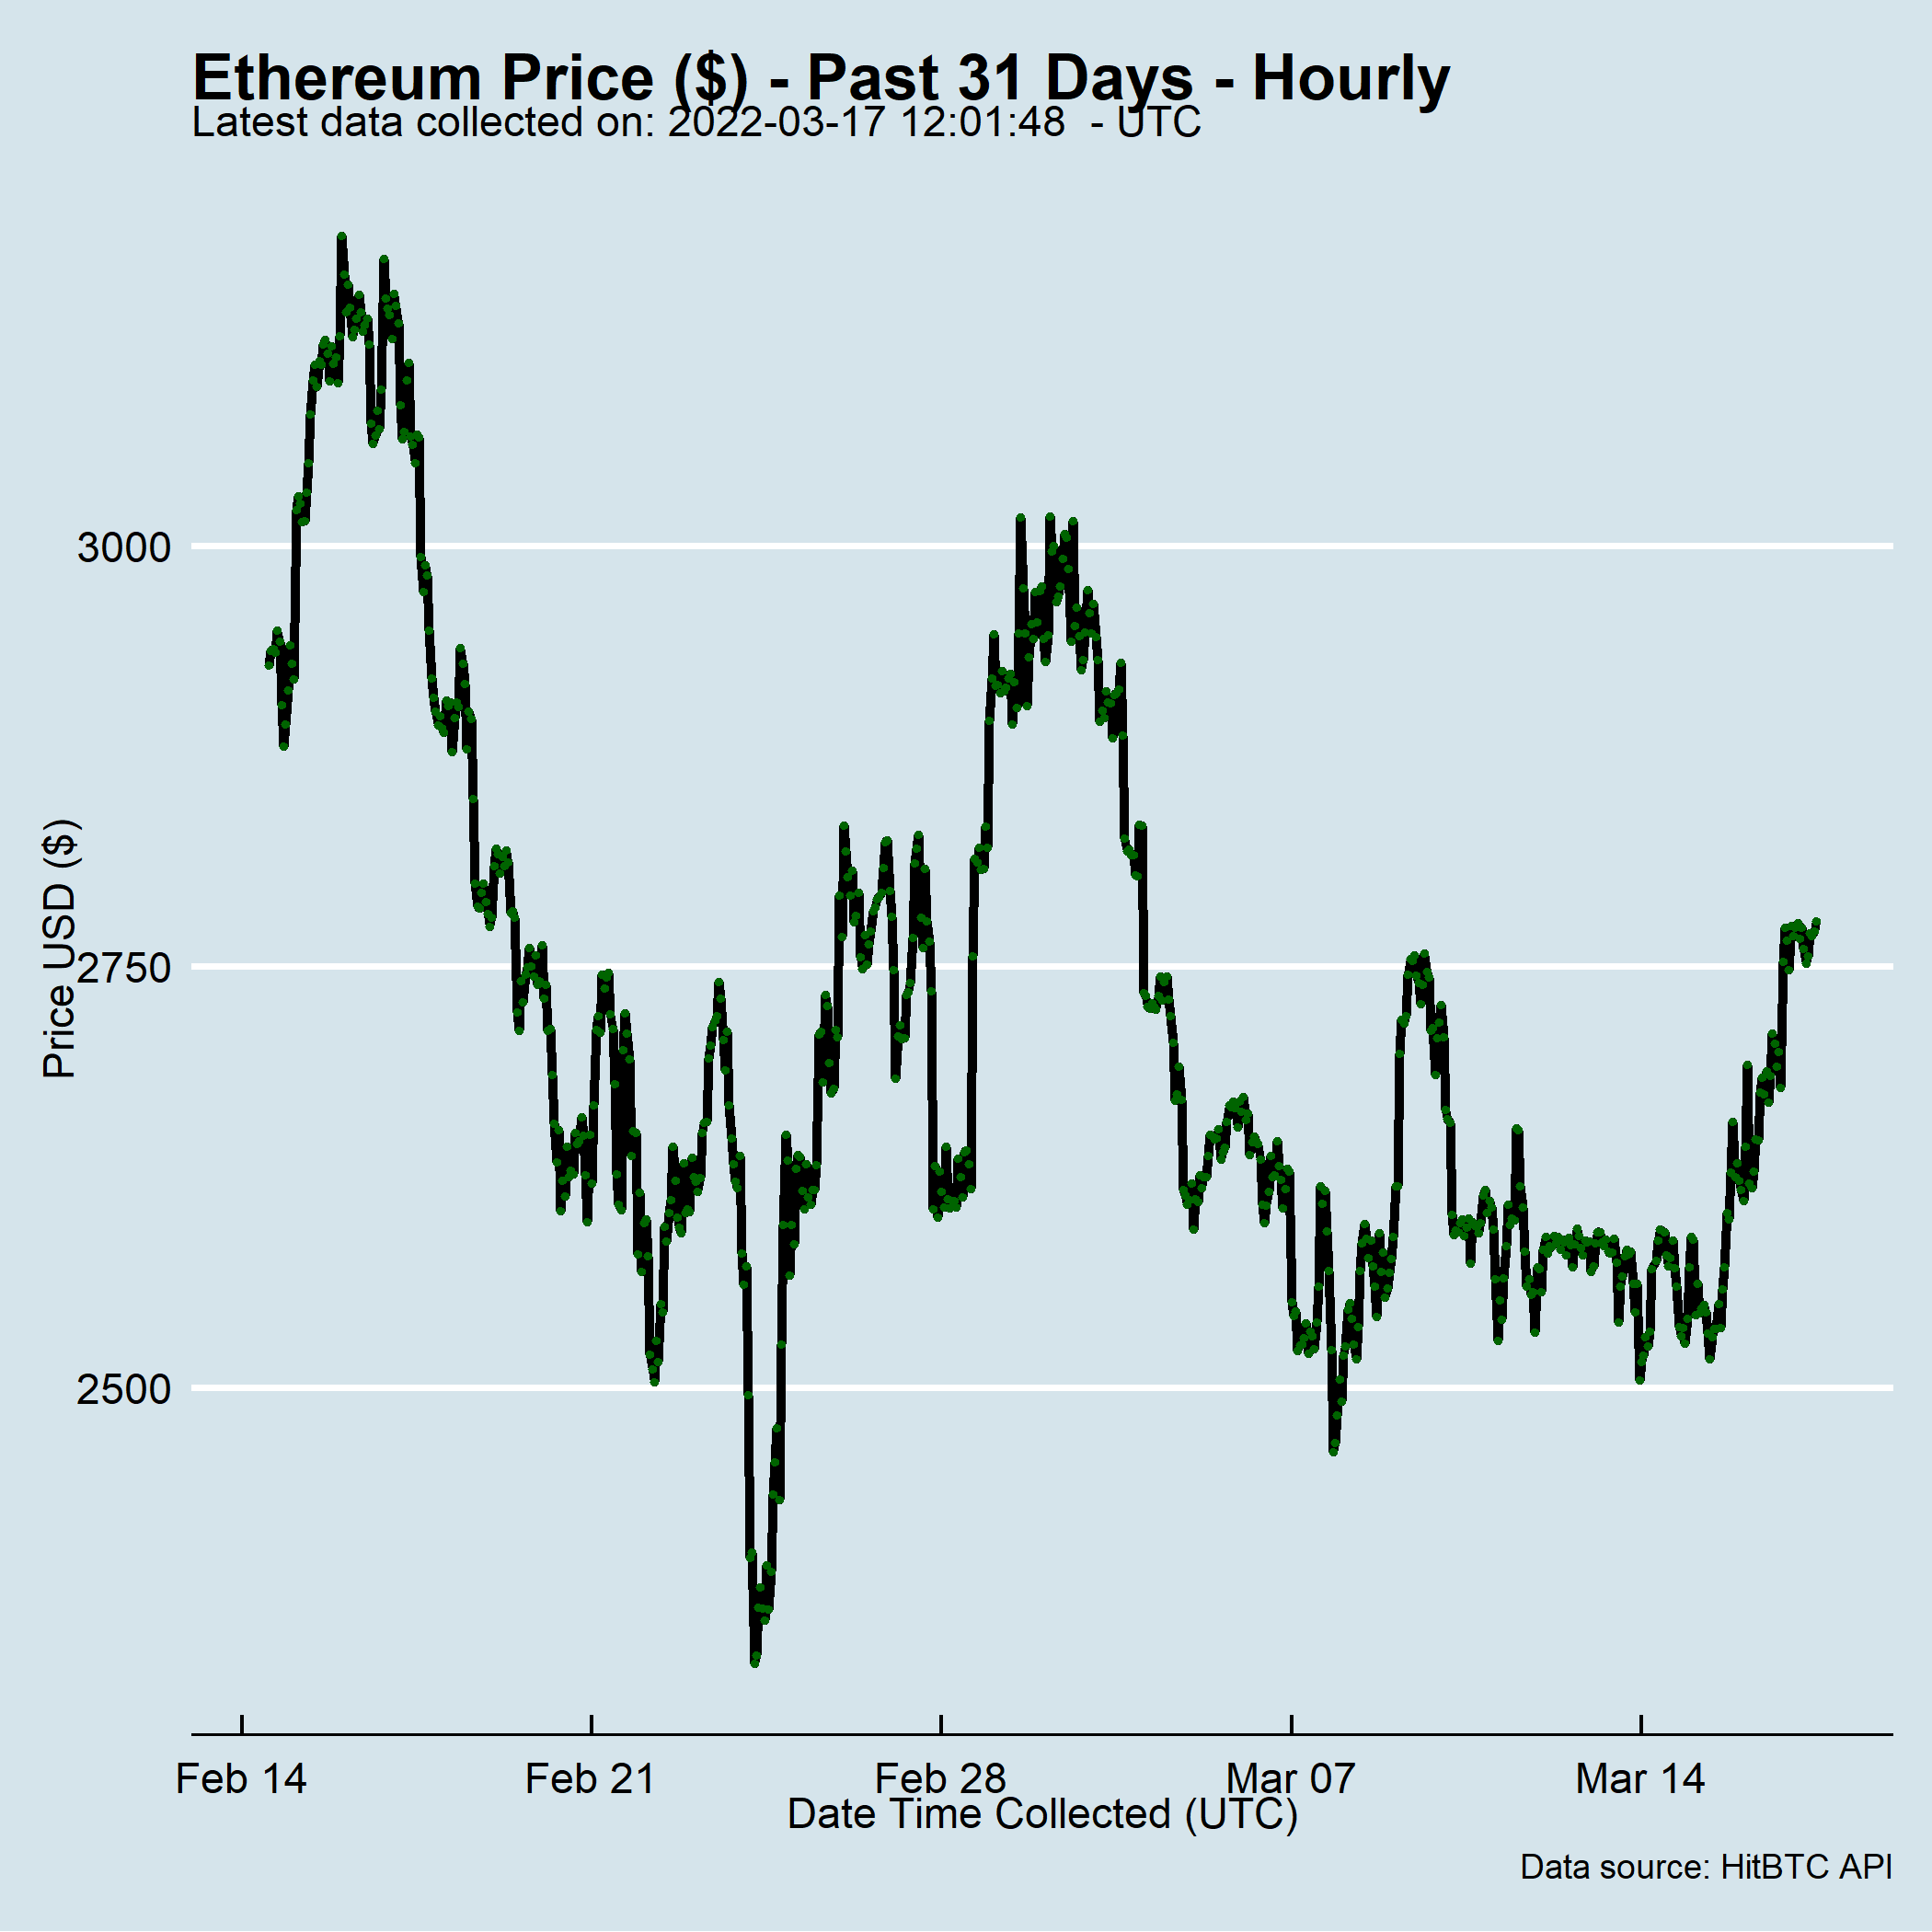 Ethereum Price ($) - Past 31 Days - Hourly
Latest data collected on: 2022-03-17 12:01:48  - UTC
Price USD ($)
3000
2750
2500
Feb 14
Feb 21
Feb 28
Mar 07
Mar 14
Date Time Collected (UTC)
Data source: HitBTC API